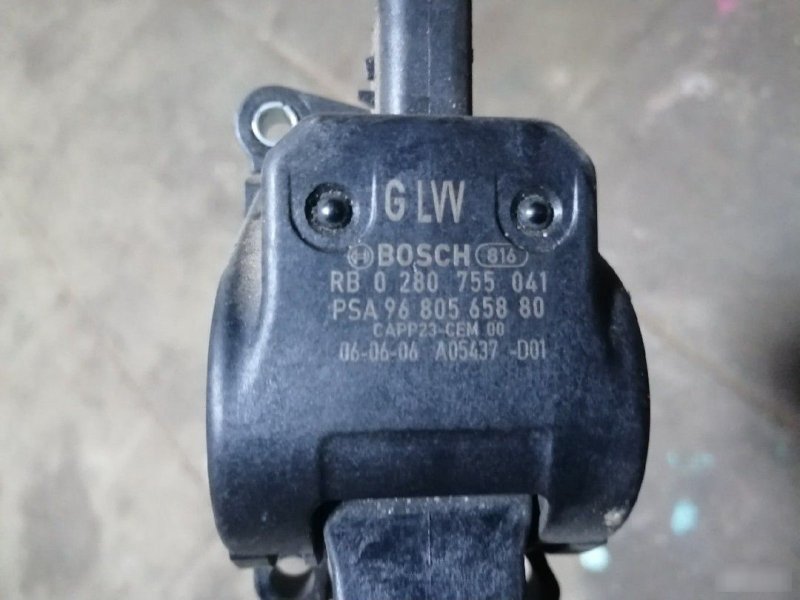 G LW
BOSCH 816
RB 0 280 755 041
PSA 96 805 658 80
CAPP23-CEM 00
06-06-06 A05437 -D01